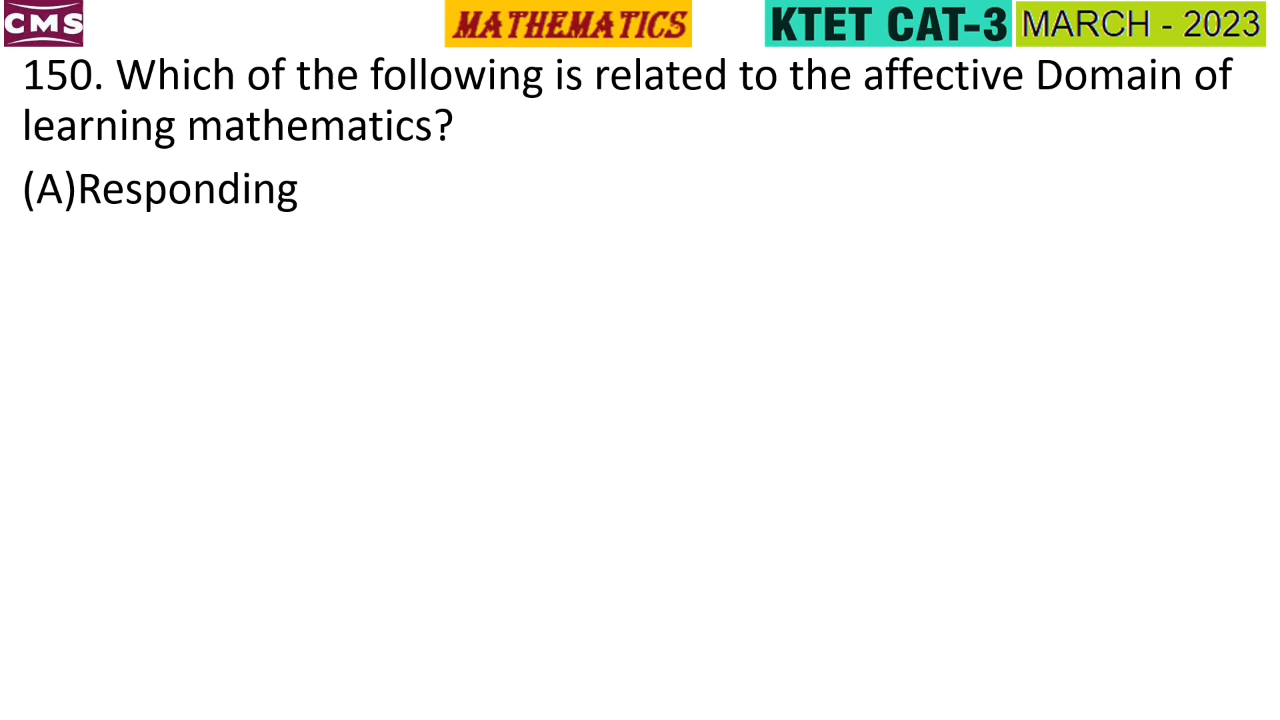 CMS
MATHEMATICS
KTET CAT-3
MARCH - 2023
150. Which of the following is related to the affective Domain of
learning mathematics?
(A)Responding